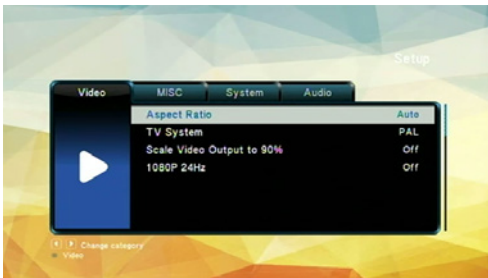 Setup
Video MISC System Audio
Aspect Ratio Auto
TV System PAL
Scale Video Output to 90% Off
1080P 24Hz Off
Change category
Video